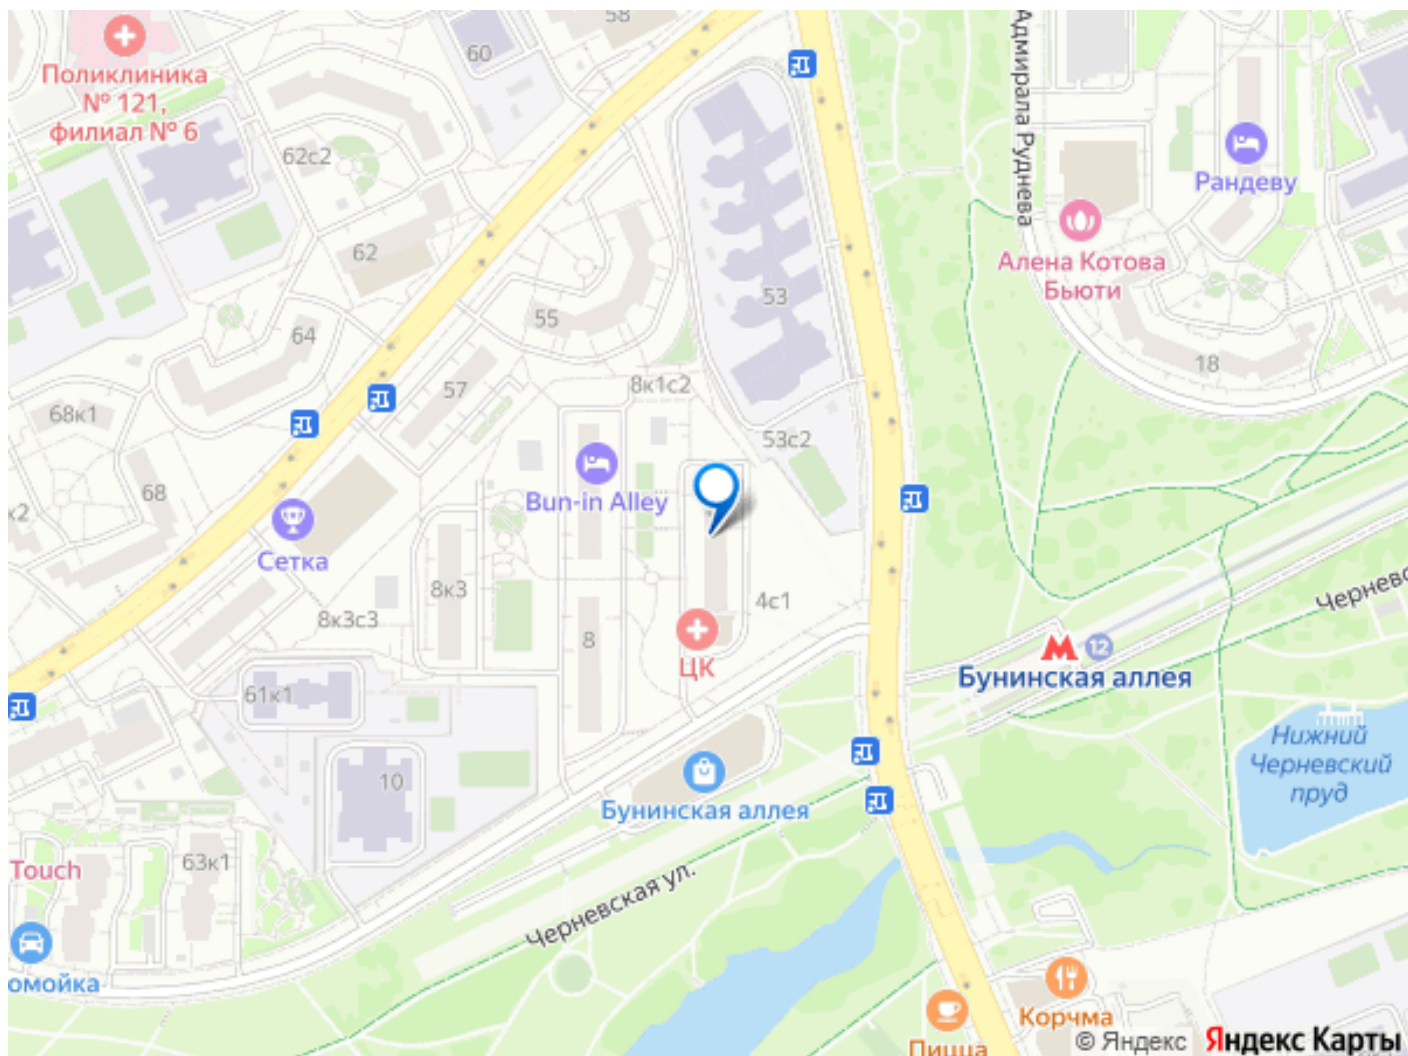 58
60
Поликлиника
№ 121,
филиал № 6
Адмирала Руднева
Рандеву
62с2
62
Алена Котова
Бьюти
53
55
64
18
57
8к1с2
68к1
53с2
68
Bun-in Alley
к2
Сетка
8к3
8к3с3
4с1
8
ЦК
Черневс
12
Бунинская аллея
61к1
Нижний
Черневский
пруд
10
Бунинская аллея
63к1
Touch
Черневская ул.
омойка
Корчма
Пицца
© Яндекс Яндекс Карты